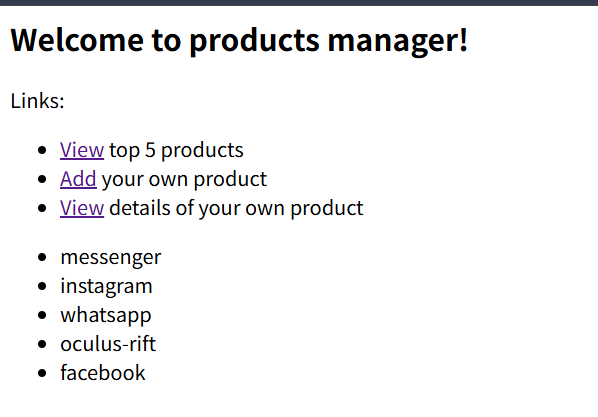 Welcome to products manager!
Links:
View top 5 products
Add your own product
View details of your own product
messenger
instagram
whatsapp
oculus-rift
facebook